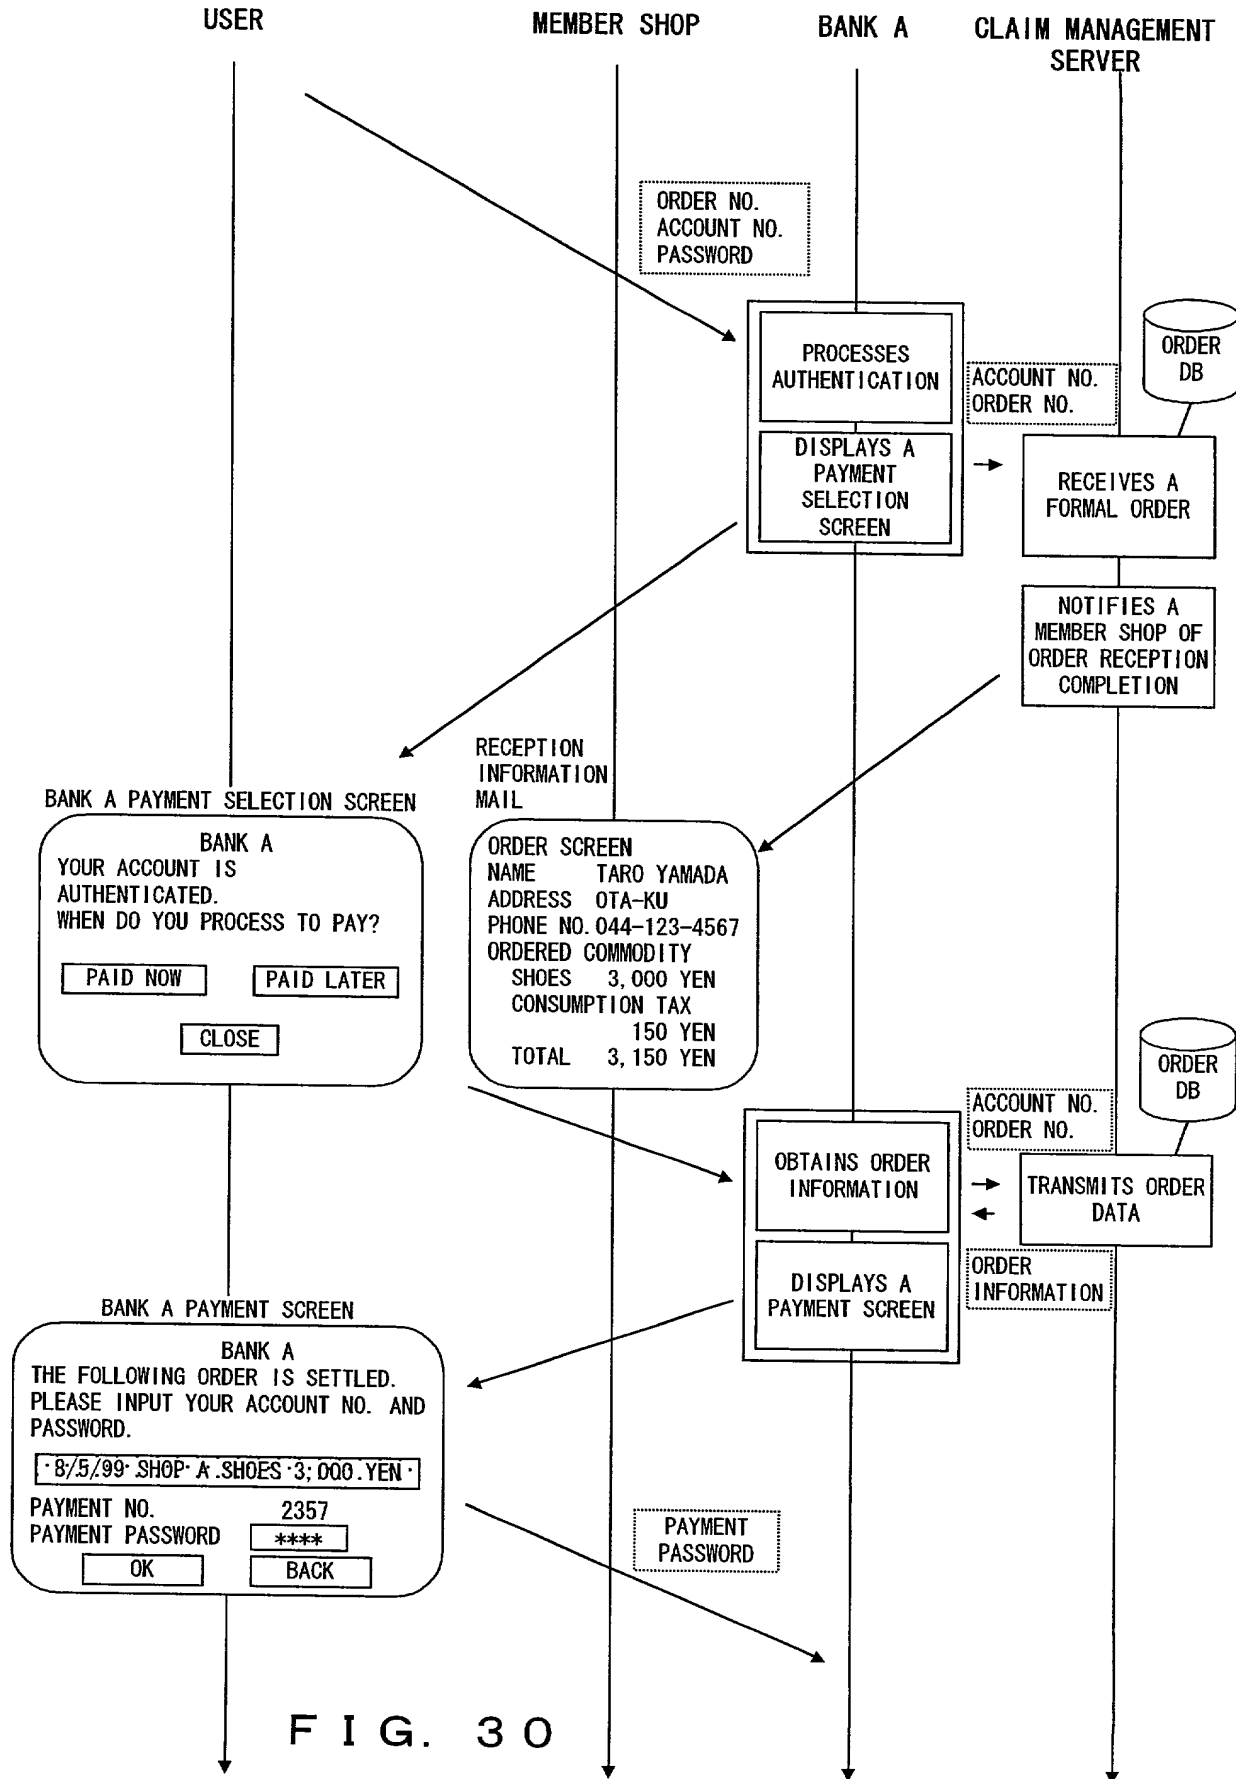 USER
MEMBER SHOP
BANK A
CLAIM MANAGEMENT
SERVER
ORDER NO.
ACCOUNT NO.
PASSWORD
PROCESSES
AUTHENTICATION
ACCOUNT NO.
ORDER NO.
ORDER
DB
DISPLAYS A
PAYMENT
SELECTION
SCREEN
RECEIVES A
FORMAL ORDER
NOTIFIES A
MEMBER SHOP OF
ORDER RECEPTION
COMPLETION
RECEPTION
INFORMATION
MAIL
BANK A PAYMENT SELECTION SCREEN
BANK A
YOUR ACCOUNT IS
AUTHENTICATED.
WHEN DO YOU PROCESS TO PAY?
PAID NOW
PAID LATER
CLOSE
ORDER SCREEN
NAME TARO YAMADA
ADDRESS OTA-KU
PHONE NO. 044-123-4567
ORDERED COMMODITY
SHOES 3,000 YEN
CONSUMPTION TAX
150 YEN
TOTAL 3,150 YEN
ORDER
DB
ACCOUNT NO.
ORDER NO.
OBTAINS ORDER
INFORMATION
TRANSMITS ORDER
DATA
ORDER
INFORMATION
DISPLAYS A
PAYMENT SCREEN
BANK A PAYMENT SCREEN
BANK A
THE FOLLOWING ORDER IS SETTLED.
PLEASE INPUT YOUR ACCOUNT NO. AND
PASSWORD.
8/5/99 SHOP A SHOES 3,000 YEN
PAYMENT NO. 2357
PAYMENT PASSWORD ****
OK
BACK
PAYMENT
PASSWORD
FIG. 30